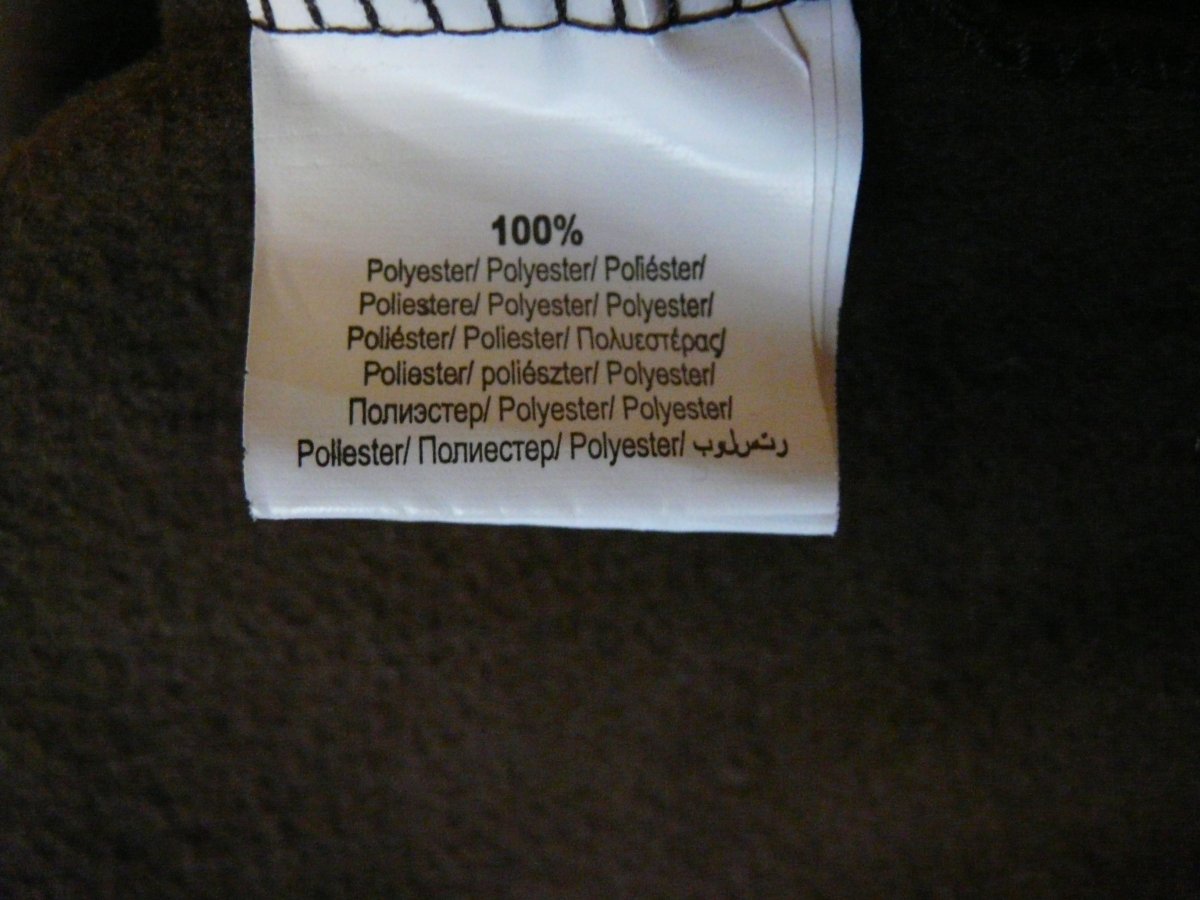 100%
Polyester/ Polyester/ Poliéster/
Poliestere/ Polyester/ Polyester/
Poliéster/ Poliester/ Πολυεστέρας/
Poliester/ poliészter/ Polyester/
Полиэстер/ Polyester/ Polyester/
Poliester/ Полиестер/ Polyester/ بولستر